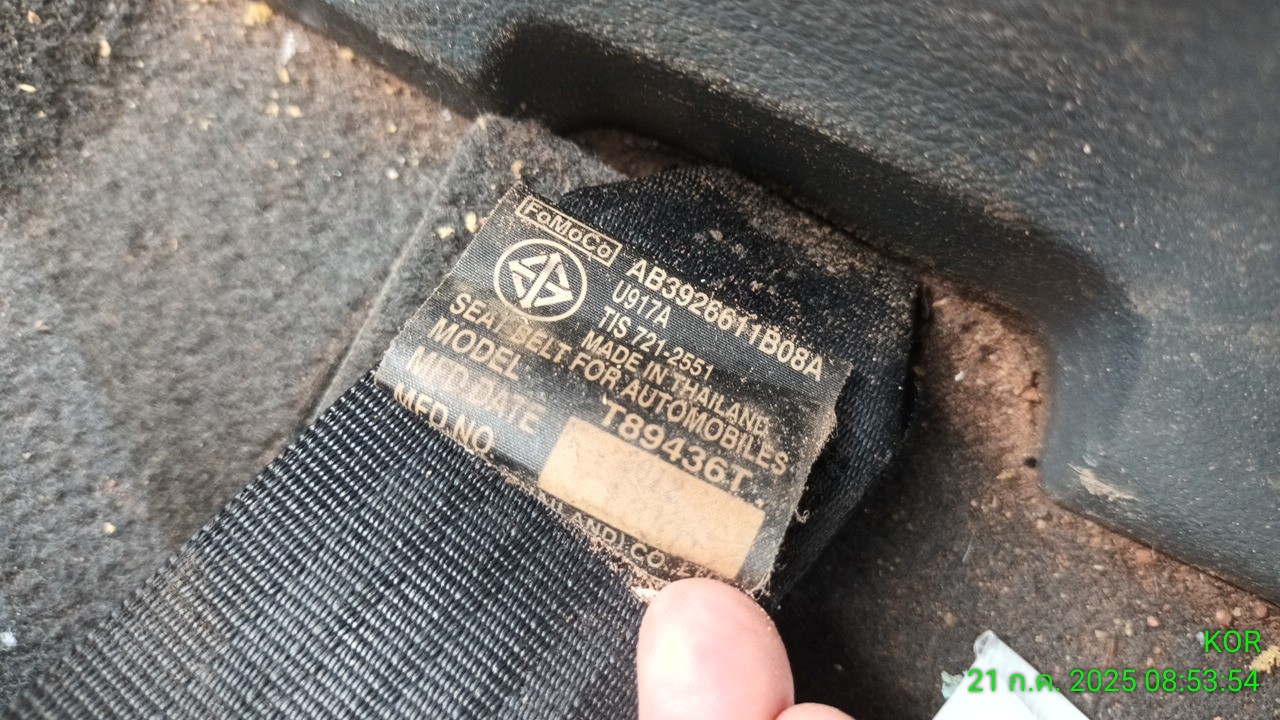 FoMoCo
AB3926611B08A
U917A
TIS 721-2551
MADE IN THAILAND
SEAT BELT FOR AUTOMOBILES
MODEL T89436T
MFD.DATE
MFD.NO
CO
KOR
21 ก.ค. 2025 08:53:54